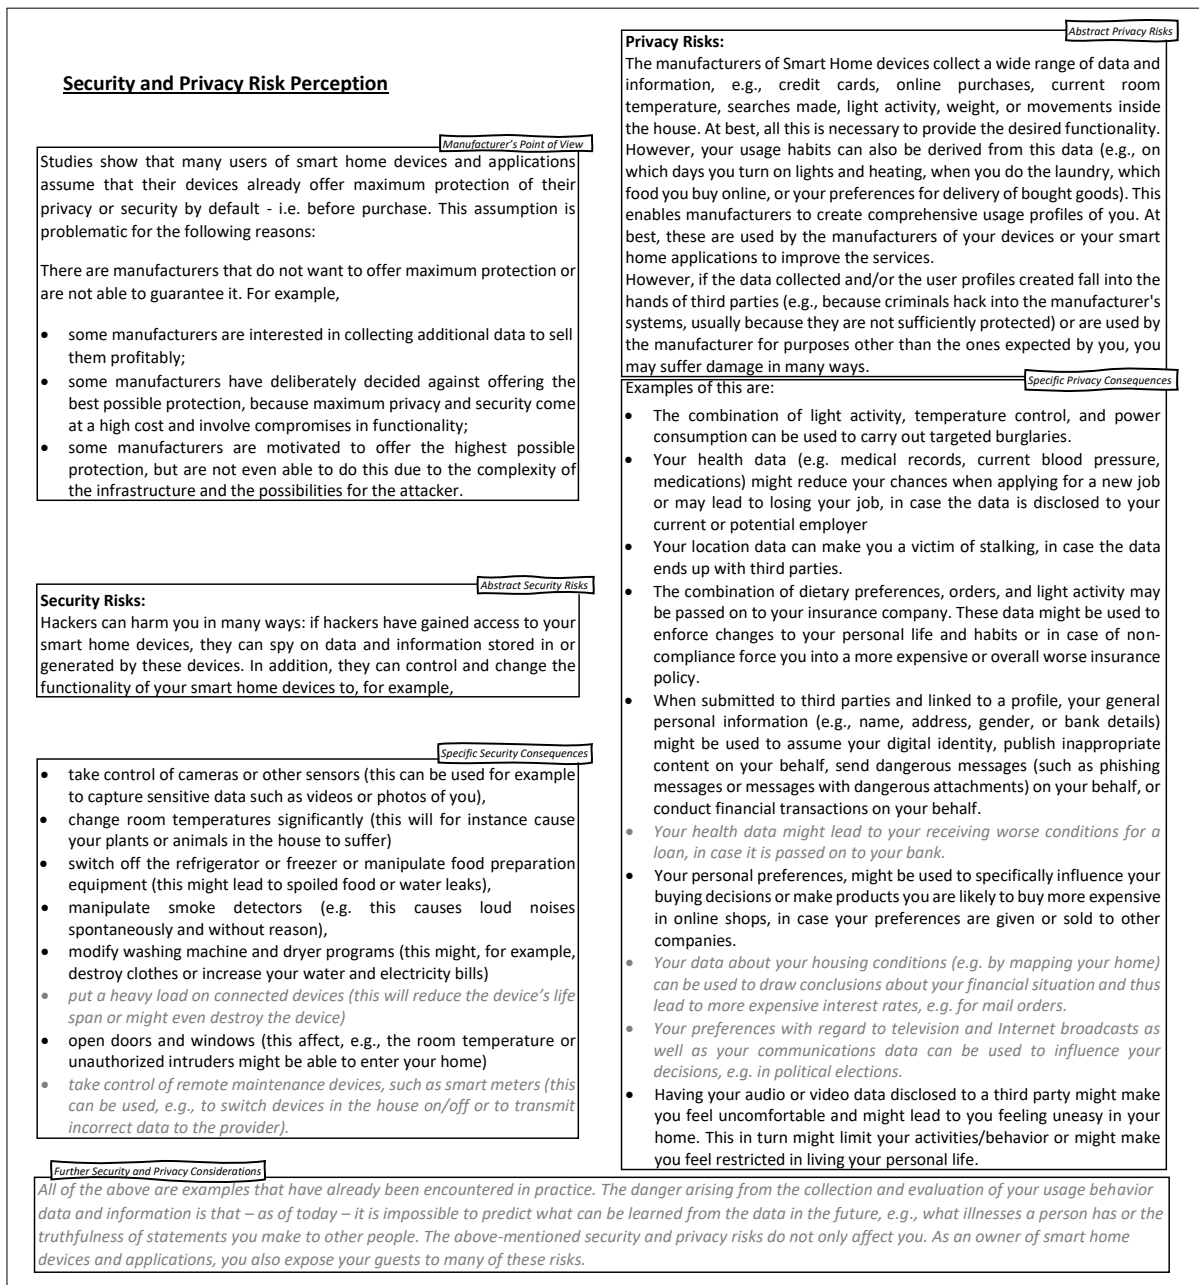 Security and Privacy Risk Perception
Manufacturer's Point of View
Studies show that many users of smart home devices and applications
assume that their devices already offer maximum protection of their
privacy or security by default - i.e. before purchase. This assumption is
problematic for the following reasons:
There are manufacturers that do not want to offer maximum protection or
are not able to guarantee it. For example,
• some manufacturers are interested in collecting additional data to sell
them profitably;
• some manufacturers have deliberately decided against offering the
best possible protection, because maximum privacy and security come
at a high cost and involve compromises in functionality;
• some manufacturers are motivated to offer the highest possible
protection, but are not even able to do this due to the complexity of
the infrastructure and the possibilities for the attacker.
Abstract Security Risks
Security Risks:
Hackers can harm you in many ways: if hackers have gained access to your
smart home devices, they can spy on data and information stored in or
generated by these devices. In addition, they can control and change the
functionality of your smart home devices to, for example,
Specific Security Consequences
• take control of cameras or other sensors (this can be used for example
to capture sensitive data such as videos or photos of you),
• change room temperatures significantly (this will for instance cause
your plants or animals in the house to suffer)
• switch off the refrigerator or freezer or manipulate food preparation
equipment (this might lead to spoiled food or water leaks),
• manipulate smoke detectors (e.g. this causes loud noises
spontaneously and without reason),
• modify washing machine and dryer programs (this might, for example,
destroy clothes or increase your water and electricity bills)
• put a heavy load on connected devices (this will reduce the device's life
span or might even destroy the device)
• open doors and windows (this affect, e.g., the room temperature or
unauthorized intruders might be able to enter your home)
• take control of remote maintenance devices, such as smart meters (this
can be used, e.g., to switch devices in the house on/off or to transmit
incorrect data to the provider).
Abstract Privacy Risks
Privacy Risks:
The manufacturers of Smart Home devices collect a wide range of data and
information, e.g., credit cards, online purchases, current room
temperature, searches made, light activity, weight, or movements inside
the house. At best, all this is necessary to provide the desired functionality.
However, your usage habits can also be derived from this data (e.g., on
which days you turn on lights and heating, when you do the laundry, which
food you buy online, or your preferences for delivery of bought goods). This
enables manufacturers to create comprehensive usage profiles of you. At
best, these are used by the manufacturers of your devices or your smart
home applications to improve the services.
However, if the data collected and/or the user profiles created fall into the
hands of third parties (e.g., because criminals hack into the manufacturer's
systems, usually because they are not sufficiently protected) or are used by
the manufacturer for purposes other than the ones expected by you, you
may suffer damage in many ways.
Specific Privacy Consequences
Examples of this are:
• The combination of light activity, temperature control, and power
consumption can be used to carry out targeted burglaries.
• Your health data (e.g. medical records, current blood pressure,
medications) might reduce your chances when applying for a new job
or may lead to losing your job, in case the data is disclosed to your
current or potential employer
• Your location data can make you a victim of stalking, in case the data
ends up with third parties.
• The combination of dietary preferences, orders, and light activity may
be passed on to your insurance company. These data might be used to
enforce changes to your personal life and habits or in case of non-
compliance force you into a more expensive or overall worse insurance
policy.
• When submitted to third parties and linked to a profile, your general
personal information (e.g., name, address, gender, or bank details)
might be used to assume your digital identity, publish inappropriate
content on your behalf, send dangerous messages (such as phishing
messages or messages with dangerous attachments) on your behalf, or
conduct financial transactions on your behalf.
• Your health data might lead to your receiving worse conditions for a
loan, in case it is passed on to your bank.
• Your personal preferences, might be used to specifically influence your
buying decisions or make products you are likely to buy more expensive
in online shops, in case your preferences are given or sold to other
companies.
• Your data about your housing conditions (e.g. by mapping your home)
can be used to draw conclusions about your financial situation and thus
lead to more expensive interest rates, e.g. for mail orders.
• Your preferences with regard to television and Internet broadcasts as
well as your communications data can be used to influence your
decisions, e.g. in political elections.
• Having your audio or video data disclosed to a third party might make
you feel uncomfortable and might lead to you feeling uneasy in your
home. This in turn might limit your activities/behavior or might make
you feel restricted in living your personal life.
Further Security and Privacy Considerations
All of the above are examples that have already been encountered in practice. The danger arising from the collection and evaluation of your usage behavior
data and information is that – as of today – it is impossible to predict what can be learned from the data in the future, e.g., what illnesses a person has or the
truthfulness of statements you make to other people. The above-mentioned security and privacy risks do not only affect you. As an owner of smart home
devices and applications, you also expose your guests to many of these risks.